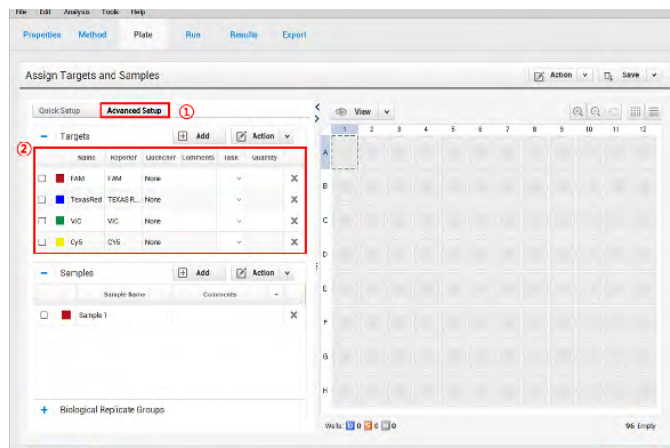 File Edit Analysis Tools Help
Properties Method Plate Run Results Export
Assign Targets and Samples
Action Save
Quick Setup Advanced Setup ①
View
Targets Add Action
1 2 3 4 5 6 7 8 9 10 11 12
②
Name Reporter Quencher Comments Task Quantity
A
FAM FAM None
B
TexasRed TEXAS R... None
VIC VIC None
C
Cy5 CY5 None
D
Samples Add Action
E
Sample Name Comments
Sample 1
F
G
H
Biological Replicate Groups
Wells: U 0 S 0 N 0 96 Empty